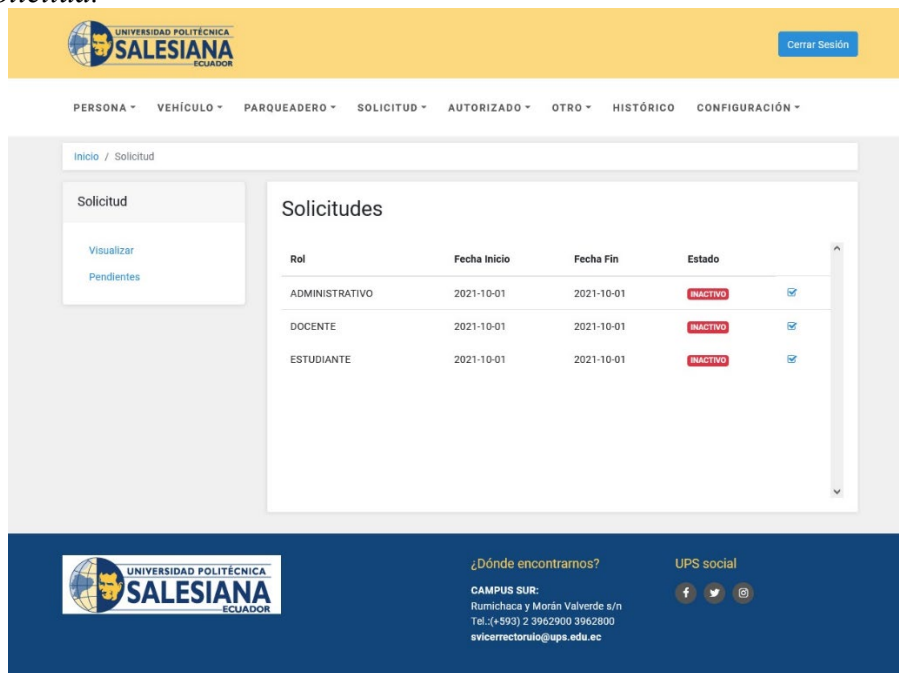 UNIVERSIDAD POLITÉCNICA
SALESIANA
ECUADOR
Cerrar Sesión
PERSONA VEHÍCULO PARQUEADERO SOLICITUD AUTORIZADO OTRO HISTÓRICO CONFIGURACIÓN
Inicio / Solicitud
Solicitud
Visualizar
Pendientes
Solicitudes
Rol Fecha Inicio Fecha Fin Estado
ADMINISTRATIVO 2021-10-01 2021-10-01 INACTIVO
DOCENTE 2021-10-01 2021-10-01 INACTIVO
ESTUDIANTE 2021-10-01 2021-10-01 INACTIVO
UNIVERSIDAD POLITÉCNICA
SALESIANA
ECUADOR
¿Dónde encontrarnos?
CAMPUS SUR:
Rumichaca y Morán Valverde s/n
Tel.:(+593) 2 3962900 3962800
svicerrectoruio@ups.edu.ec
UPS social